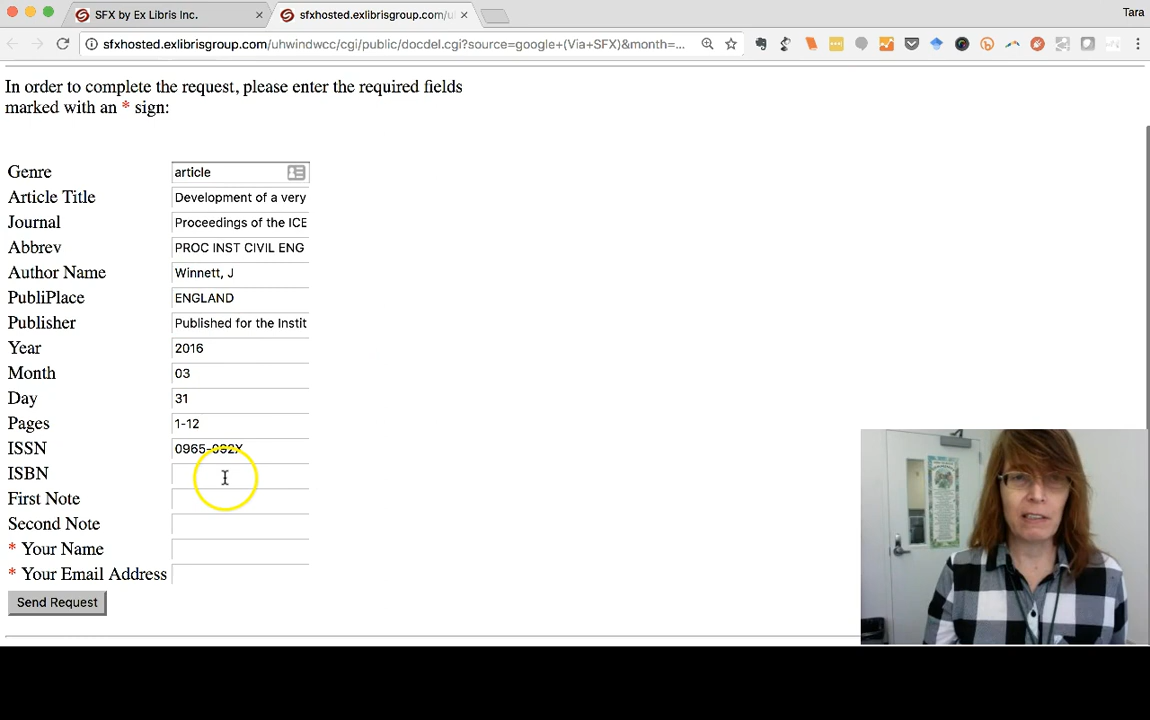 SFX by Ex Libris Inc.
sfxhosted.exlibrisgroup.com/u
Tara
sfxhosted.exlibrisgroup.com/uhwindwcc/cgi/public/docdel.cgi?source=google+(Via+SFX)&month=...
In order to complete the request, please enter the required fields
marked with an * sign:
Genre article
Article Title Development of a very
Journal Proceedings of the ICE
Abbrev PROC INST CIVIL ENG
Author Name Winnett, J
PubliPlace ENGLAND
Publisher Published for the Instit
Year 2016
Month 03
Day 31
Pages 1-12
ISSN 0965-092X
ISBN
First Note
Second Note
* Your Name
* Your Email Address
Send Request